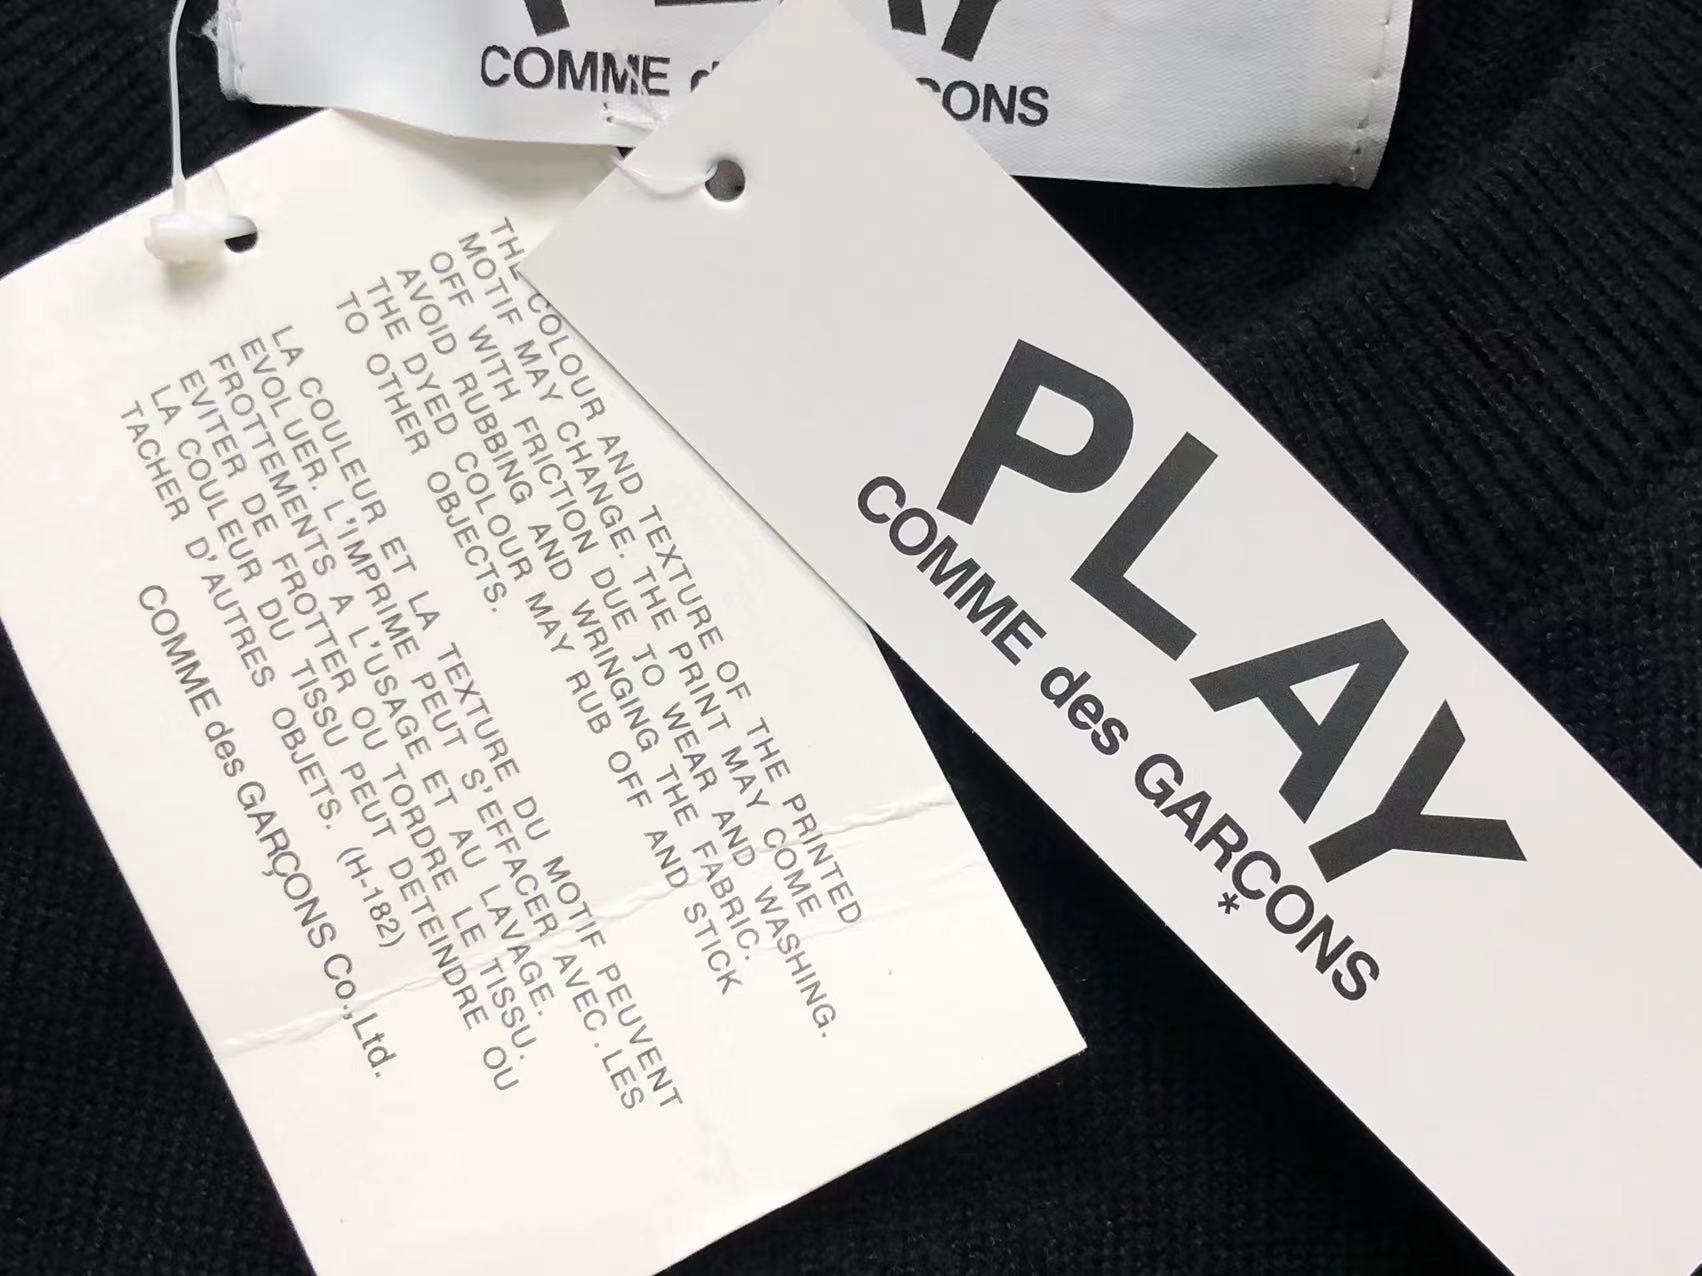 PLAY
COMME d
ÇONS
THE COLOUR AND TEXTURE OF THE PRINTED
MOTIF MAY CHANGE. THE PRINT MAY COME
OFF WITH FRICTION DUE TO WEAR AND WASHING.
AVOID RUBBING AND WRINGING THE FABRIC.
THE DYED COLOUR MAY RUB OFF AND STICK
TO OTHER OBJECTS.
LA COULEUR ET LA TEXTURE DU MOTIF PEUVENT
EVOLUER. L'IMPRIME PEUT S'EFFACER AVEC. LES
FROTTEMENTS A L'USAGE ET AU LAVAGE.
EVITER DE FROTTER OU TORDRE LE TISSU.
LA COULEUR DU TISSU PEUT DETEINDRE OU
TACHER D'AUTRES OBJETS. (H-182)
COMME des GARÇONS Co.,Ltd.
PLAY
COMME des GARÇONS
*